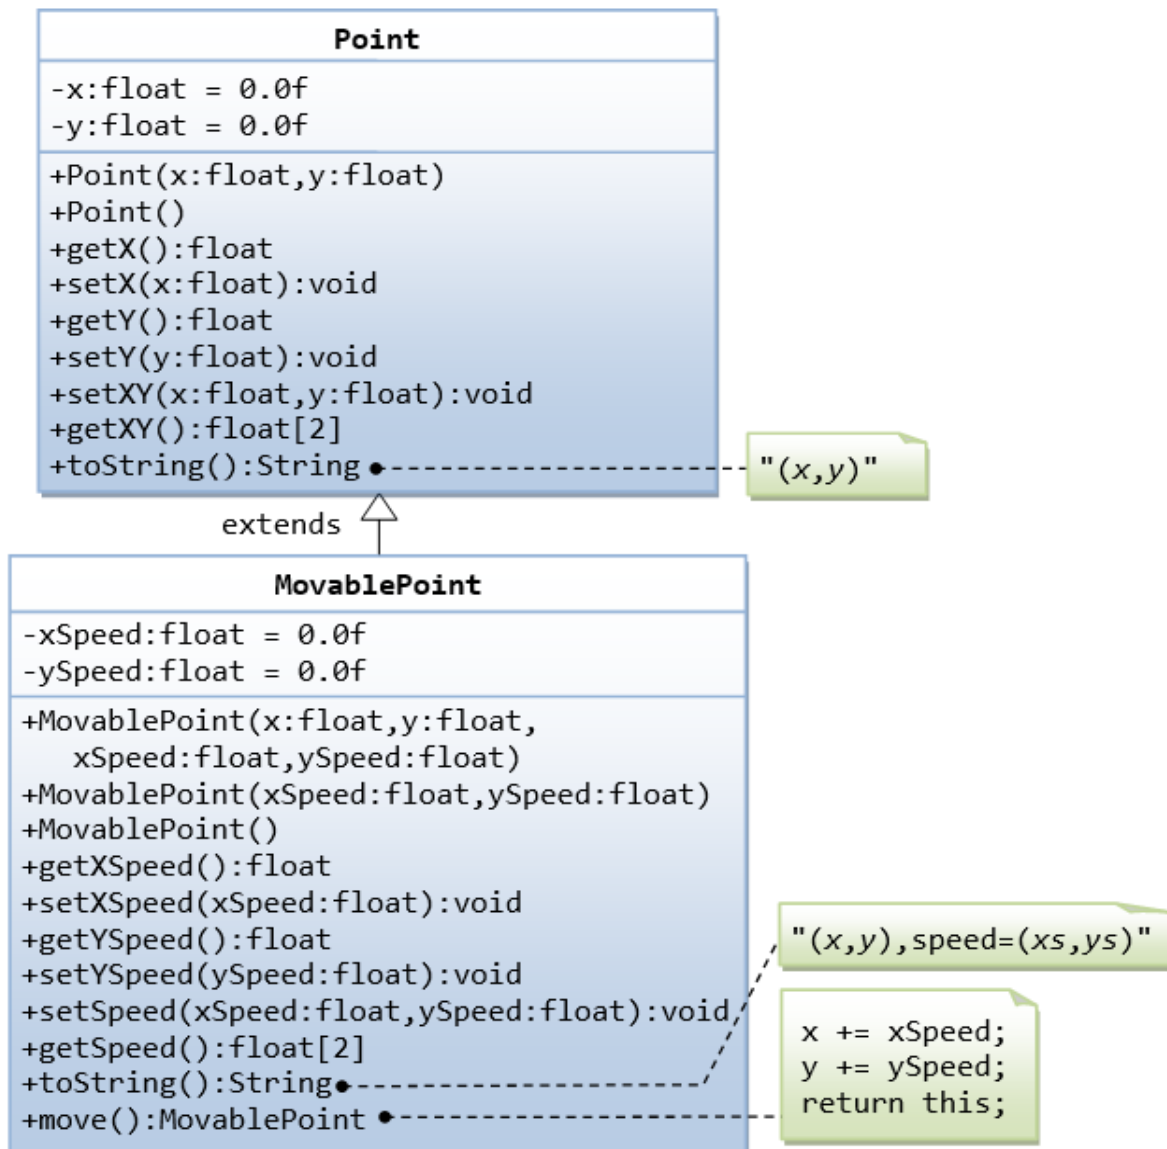 Point
-x:float = 0.0f
-y:float = 0.0f
+Point(x:float,y:float)
+Point()
+getX():float
+setX(x:float):void
+getY():float
+setY(y:float):void
+setXY(x:float,y:float):void
+getXY():float[2]
+toString():String
"(x,y)"
extends
MovablePoint
-xSpeed:float = 0.0f
-ySpeed:float = 0.0f
+MovablePoint(x:float,y:float,
xSpeed:float,ySpeed:float)
+MovablePoint(xSpeed:float,ySpeed:float)
+MovablePoint()
+getXSpeed():float
+setXSpeed(xSpeed:float):void
+getYSpeed():float
+setYSpeed(ySpeed:float):void
+setSpeed(xSpeed:float,ySpeed:float):void
+getSpeed():float[2]
+toString():String
+move():MovablePoint
"(x,y),speed=(xs,ys)"
x += xSpeed;
y += ySpeed;
return this;